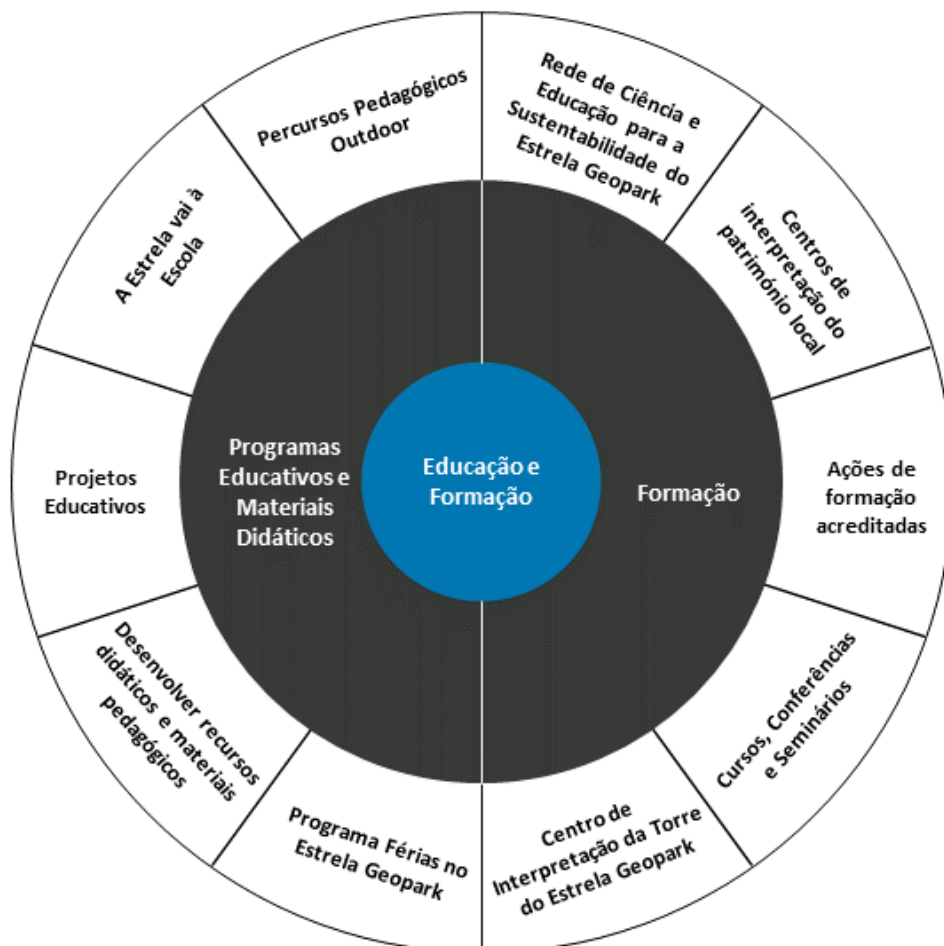 Percursos Pedagógicos
Outdoor
Rede de Ciência e
Educação para a
Sustentabilidade do
Estrela Geopark
A Estrela vai à
Escola
Centros de
interpretação do
património local
Projetos
Educativos
Programas
Educativos e
Materiais
Didáticos
Educação e
Formação
Formação
Ações de
formação
acreditadas
Desenvolver recursos
didáticos e materiais
pedagógicos
Cursos, Conferências
e Seminários
Programa Férias no
Estrela Geopark
Centro de
Interpretação da Torre
do Estrela Geopark